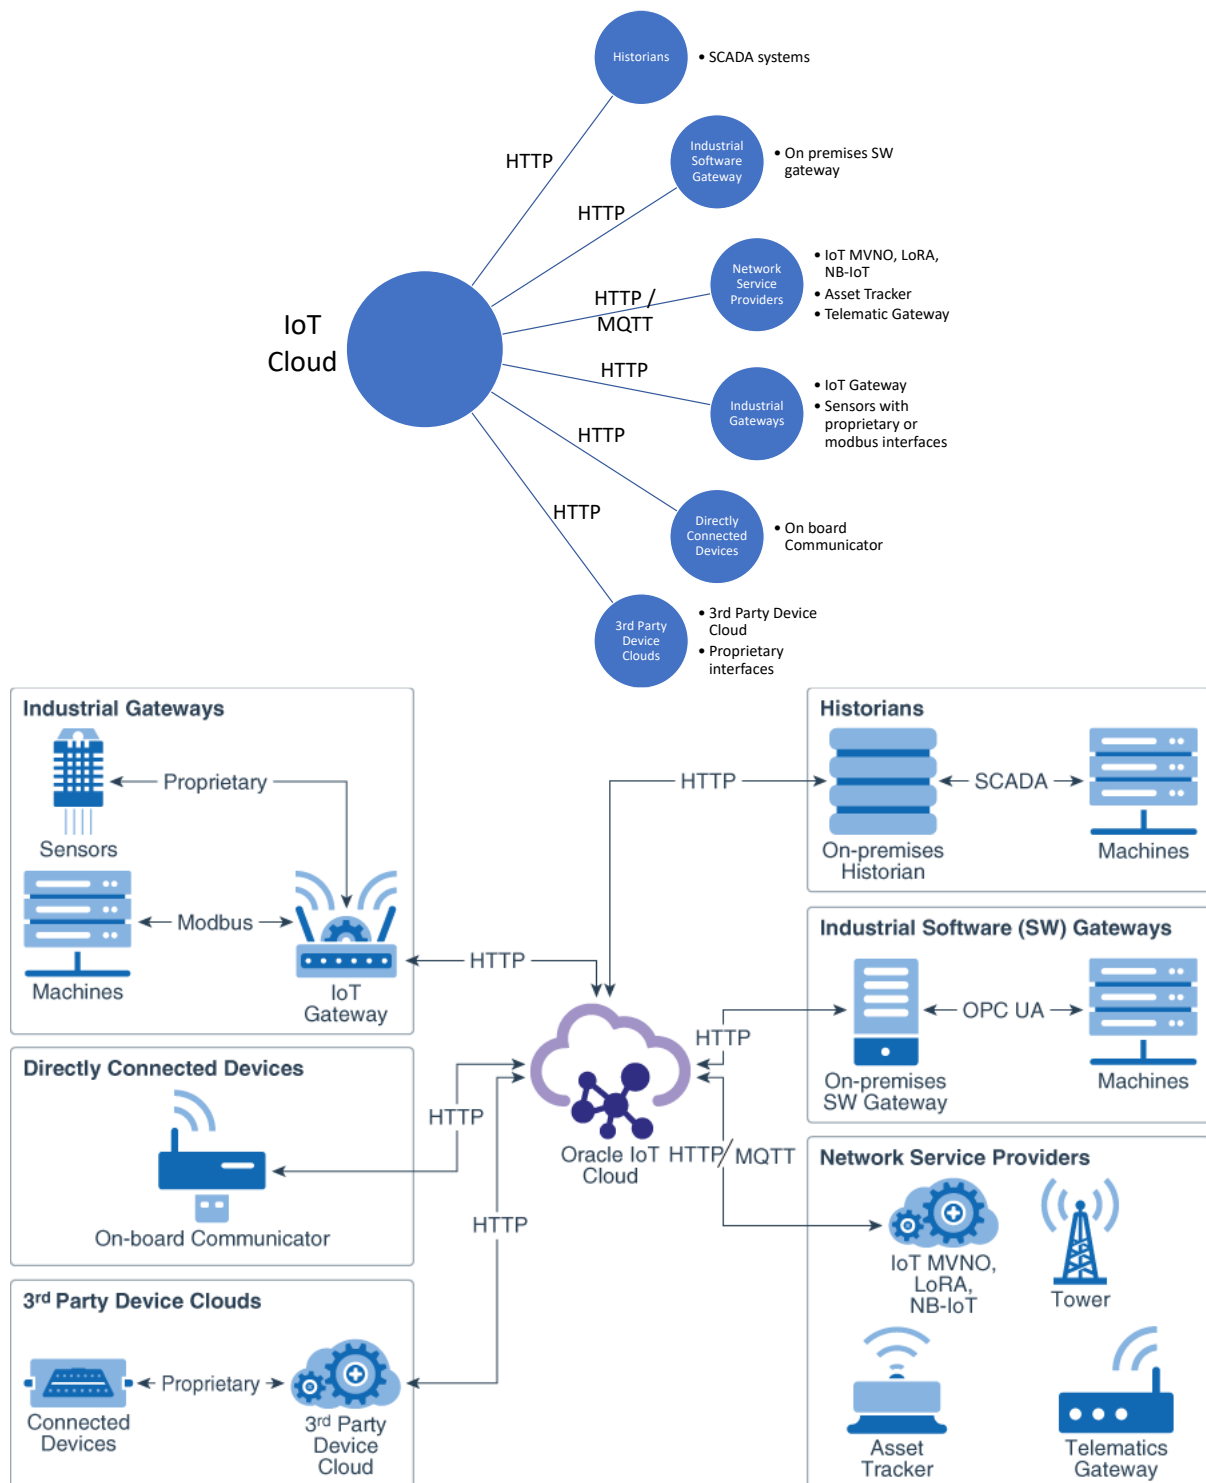 Historians
• SCADA systems
HTTP
Industrial
Software
Gateway
• On premises SW
gateway
HTTP
Network
Service
Providers
• IoT MVNO, LoRA,
NB-IoT
• Asset Tracker
• Telematic Gateway
HTTP /
MQTT
IoT
Cloud
HTTP
Industrial
Gateways
• IoT Gateway
• Sensors with
proprietary or
modbus interfaces
HTTP
Directly
Connected
Devices
• On board
Communicator
HTTP
3rd Party
Device
Clouds
• 3rd Party Device
Cloud
• Proprietary
interfaces
Industrial Gateways
Proprietary
Sensors
Modbus
Machines
IoT
Gateway
HTTP
Historians
HTTP
SCADA
On-premises
Historian
Machines
Industrial Software (SW) Gateways
OPC UA
HTTP
On-premises
SW Gateway
Machines
Directly Connected Devices
HTTP
On-board Communicator
Oracle IoT
Cloud
HTTP/MQTT
HTTP
Network Service Providers
IoT MVNO,
LoRA,
NB-IoT
Tower
Asset
Tracker
Telematics
Gateway
3rd Party Device Clouds
Proprietary
Connected
Devices
3rd Party
Device
Cloud